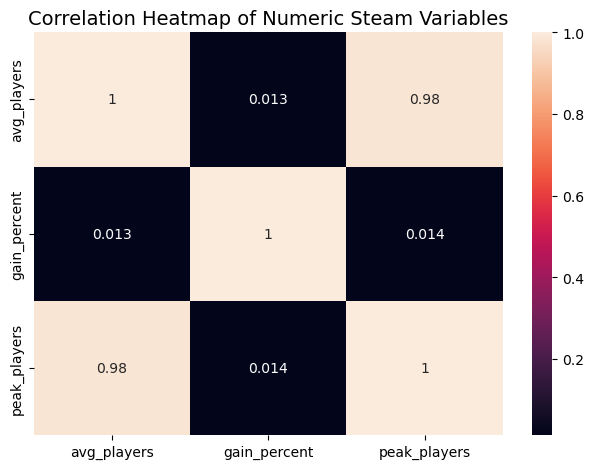 Correlation Heatmap of Numeric Steam Variables
avg_players
1
0.013
0.98
gain_percent
0.013
1
0.014
peak_players
0.98
0.014
1
avg_players
gain_percent
peak_players
1.0
0.8
0.6
0.4
0.2